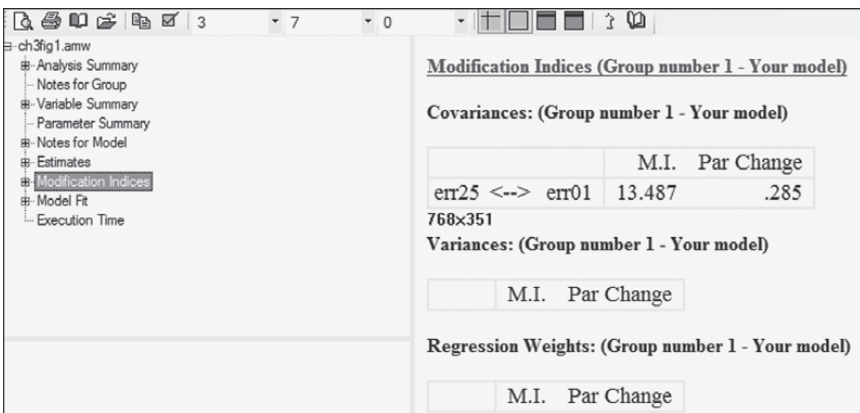 3 7 0
ch3fig1.amw
Analysis Summary
Notes for Group
Variable Summary
Parameter Summary
Notes for Model
Estimates
Modification Indices
Model Fit
Execution Time
Modification Indices (Group number 1 - Your model)
Covariances: (Group number 1 - Your model)
M.I. Par Change
err25 <--> err01 13.487 .285
768×351
Variances: (Group number 1 - Your model)
M.I. Par Change
Regression Weights: (Group number 1 - Your model)
M.I. Par Change